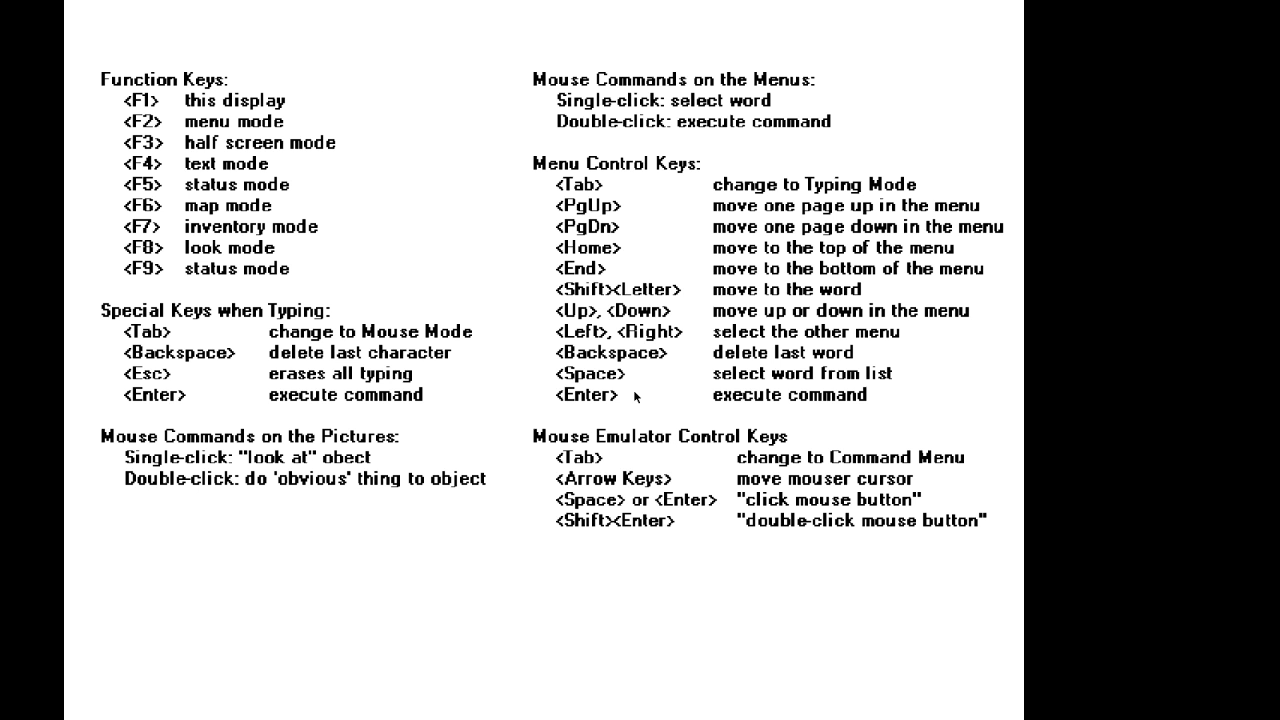 Function Keys:
<F1> this display
<F2> menu mode
<F3> half screen mode
<F4> text mode
<F5> status mode
<F6> map mode
<F7> inventory mode
<F8> look mode
<F9> status mode
Special Keys when Typing:
<Tab> change to Mouse Mode
<Backspace> delete last character
<Esc> erases all typing
<Enter> execute command
Mouse Commands on the Pictures:
Single-click: "look at" obect
Double-click: do 'obvious' thing to object
Mouse Commands on the Menus:
Single-click: select word
Double-click: execute command
Menu Control Keys:
<Tab> change to Typing Mode
<PgUp> move one page up in the menu
<PgDn> move one page down in the menu
<Home> move to the top of the menu
<End> move to the bottom of the menu
<Shift><Letter> move to the word
<Up>, <Down> move up or down in the menu
<Left>, <Right> select the other menu
<Backspace> delete last word
<Space> select word from list
<Enter> execute command
Mouse Emulator Control Keys
<Tab> change to Command Menu
<Arrow Keys> move mouser cursor
<Space> or <Enter> "click mouse button"
<Shift><Enter> "double-click mouse button"